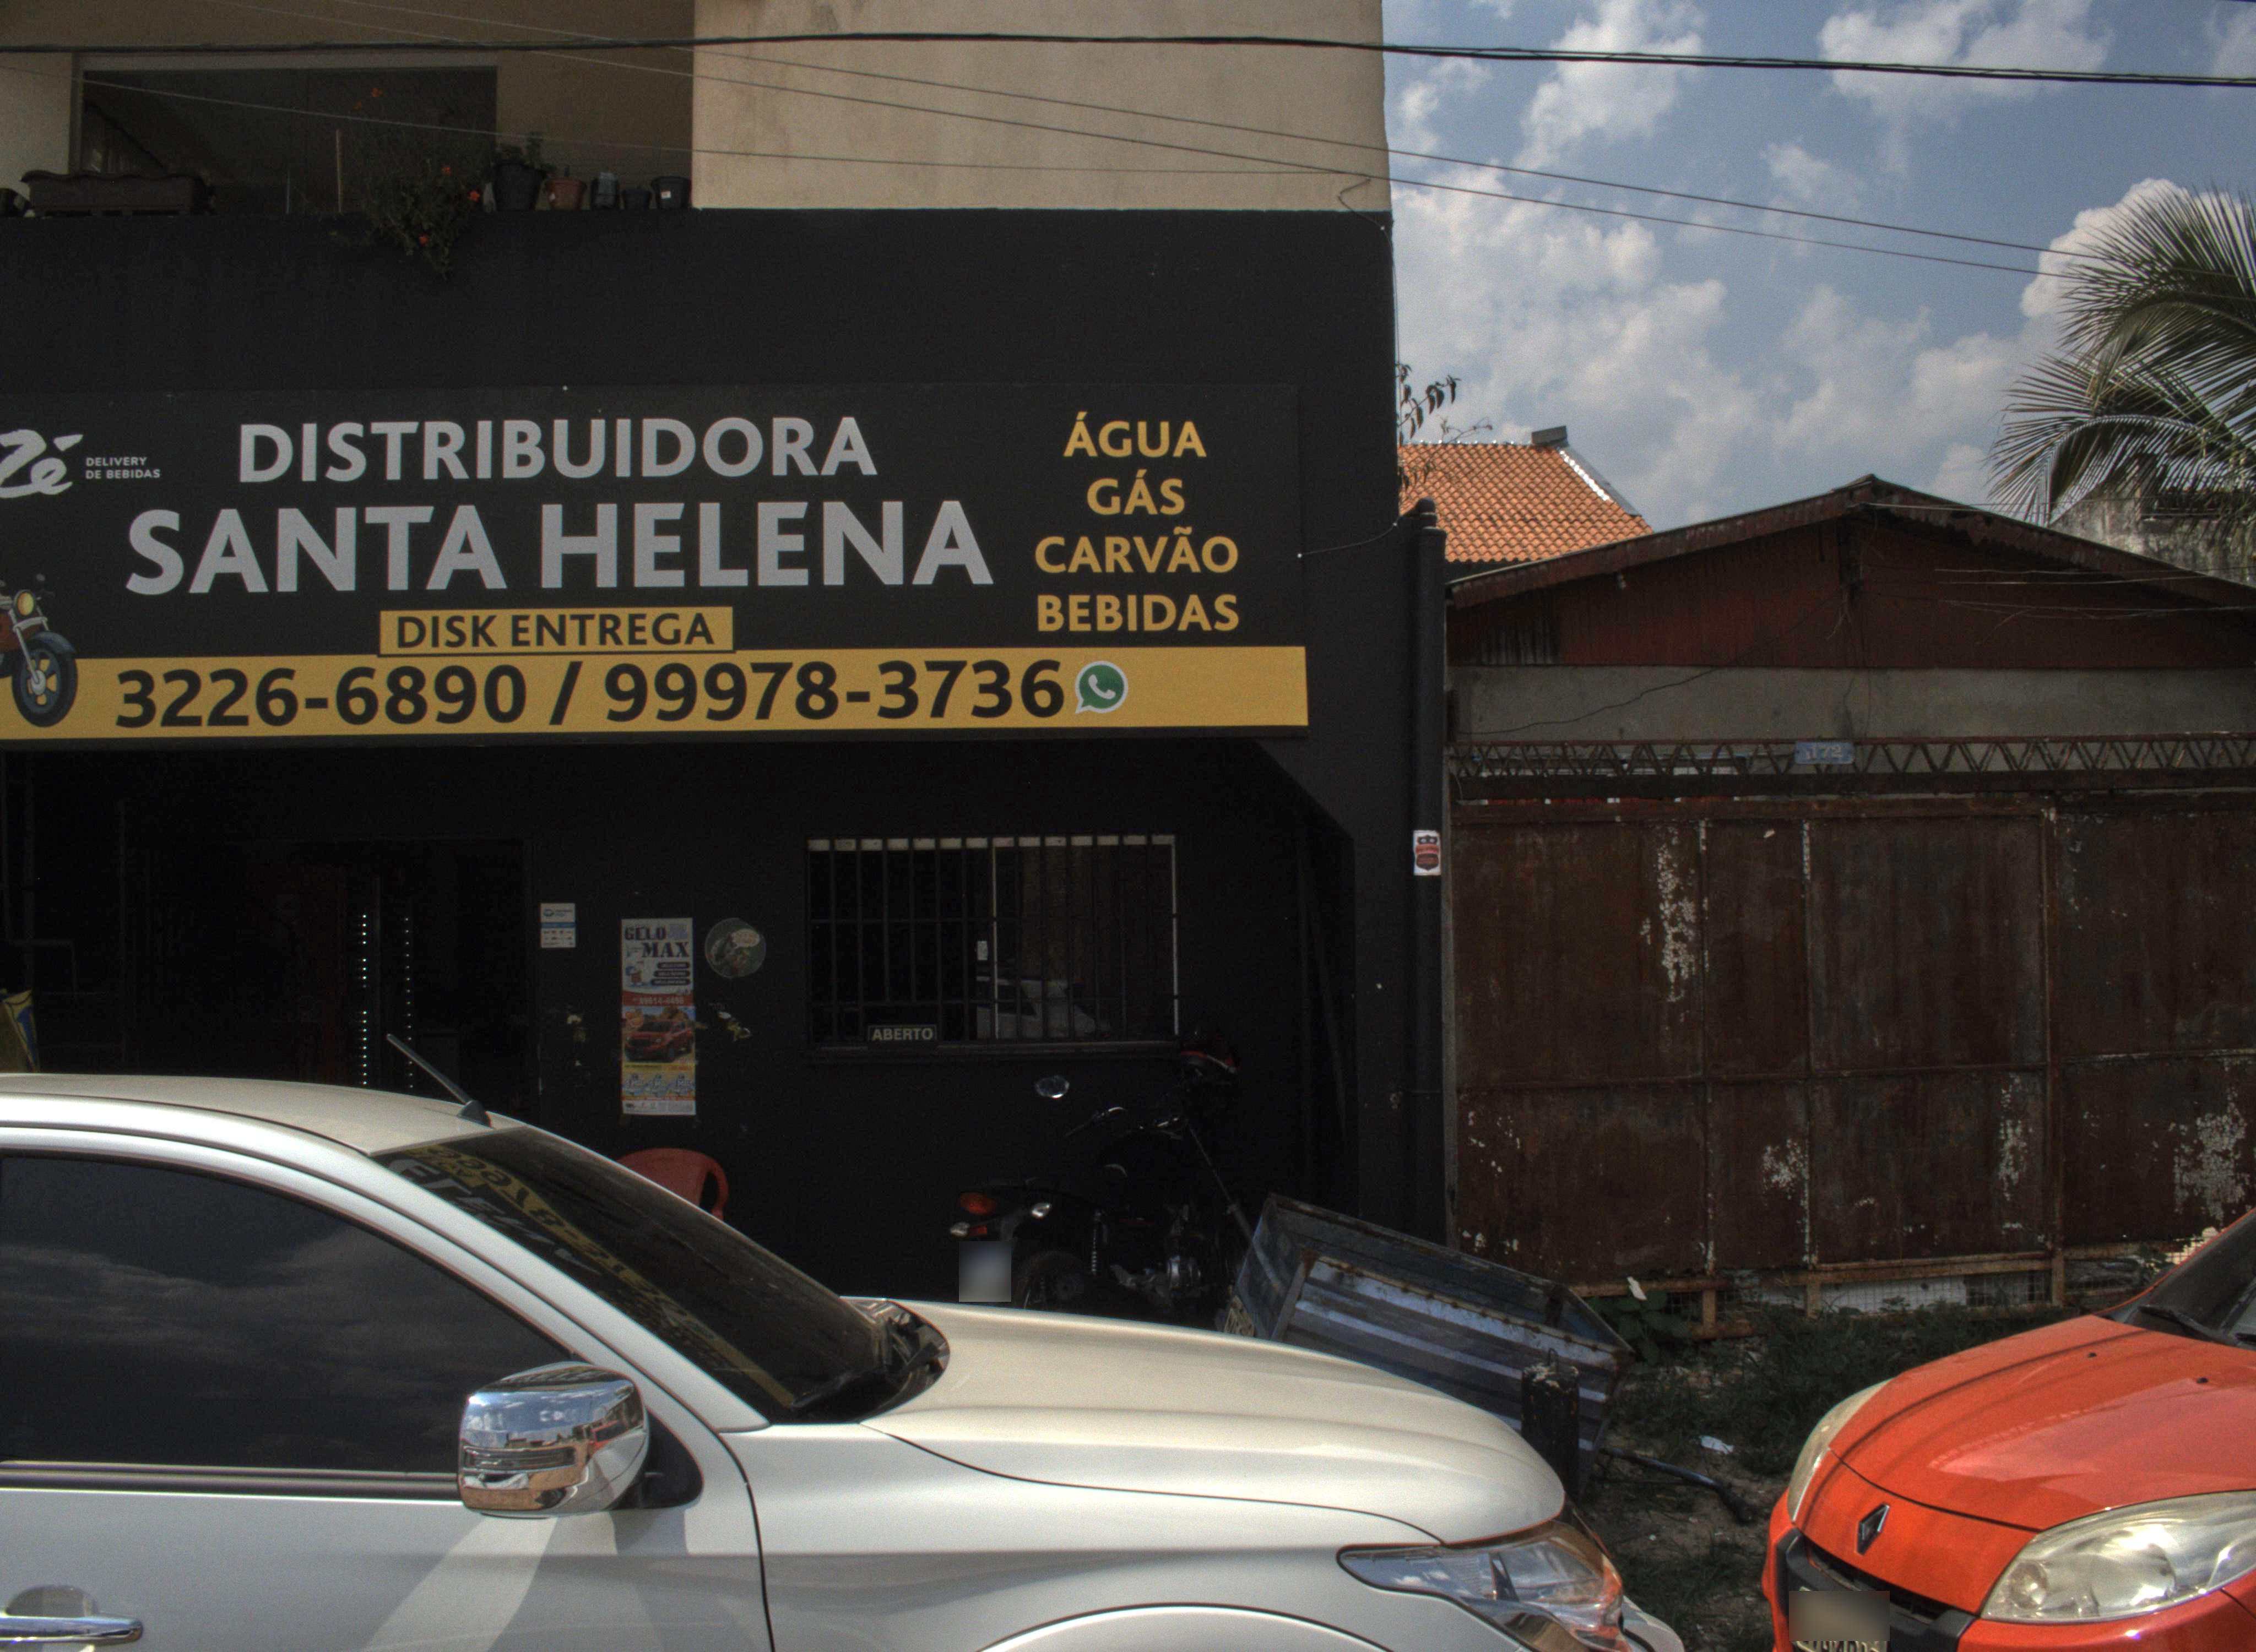 Zé DELIVERY
DE BEBIDAS
DISTRIBUIDORA
SANTA HELENA
DISK ENTREGA
3226-6890 / 99978-3736
ÁGUA
GÁS
CARVÃO
BEBIDAS
172
GELO
MAX
ABERTO